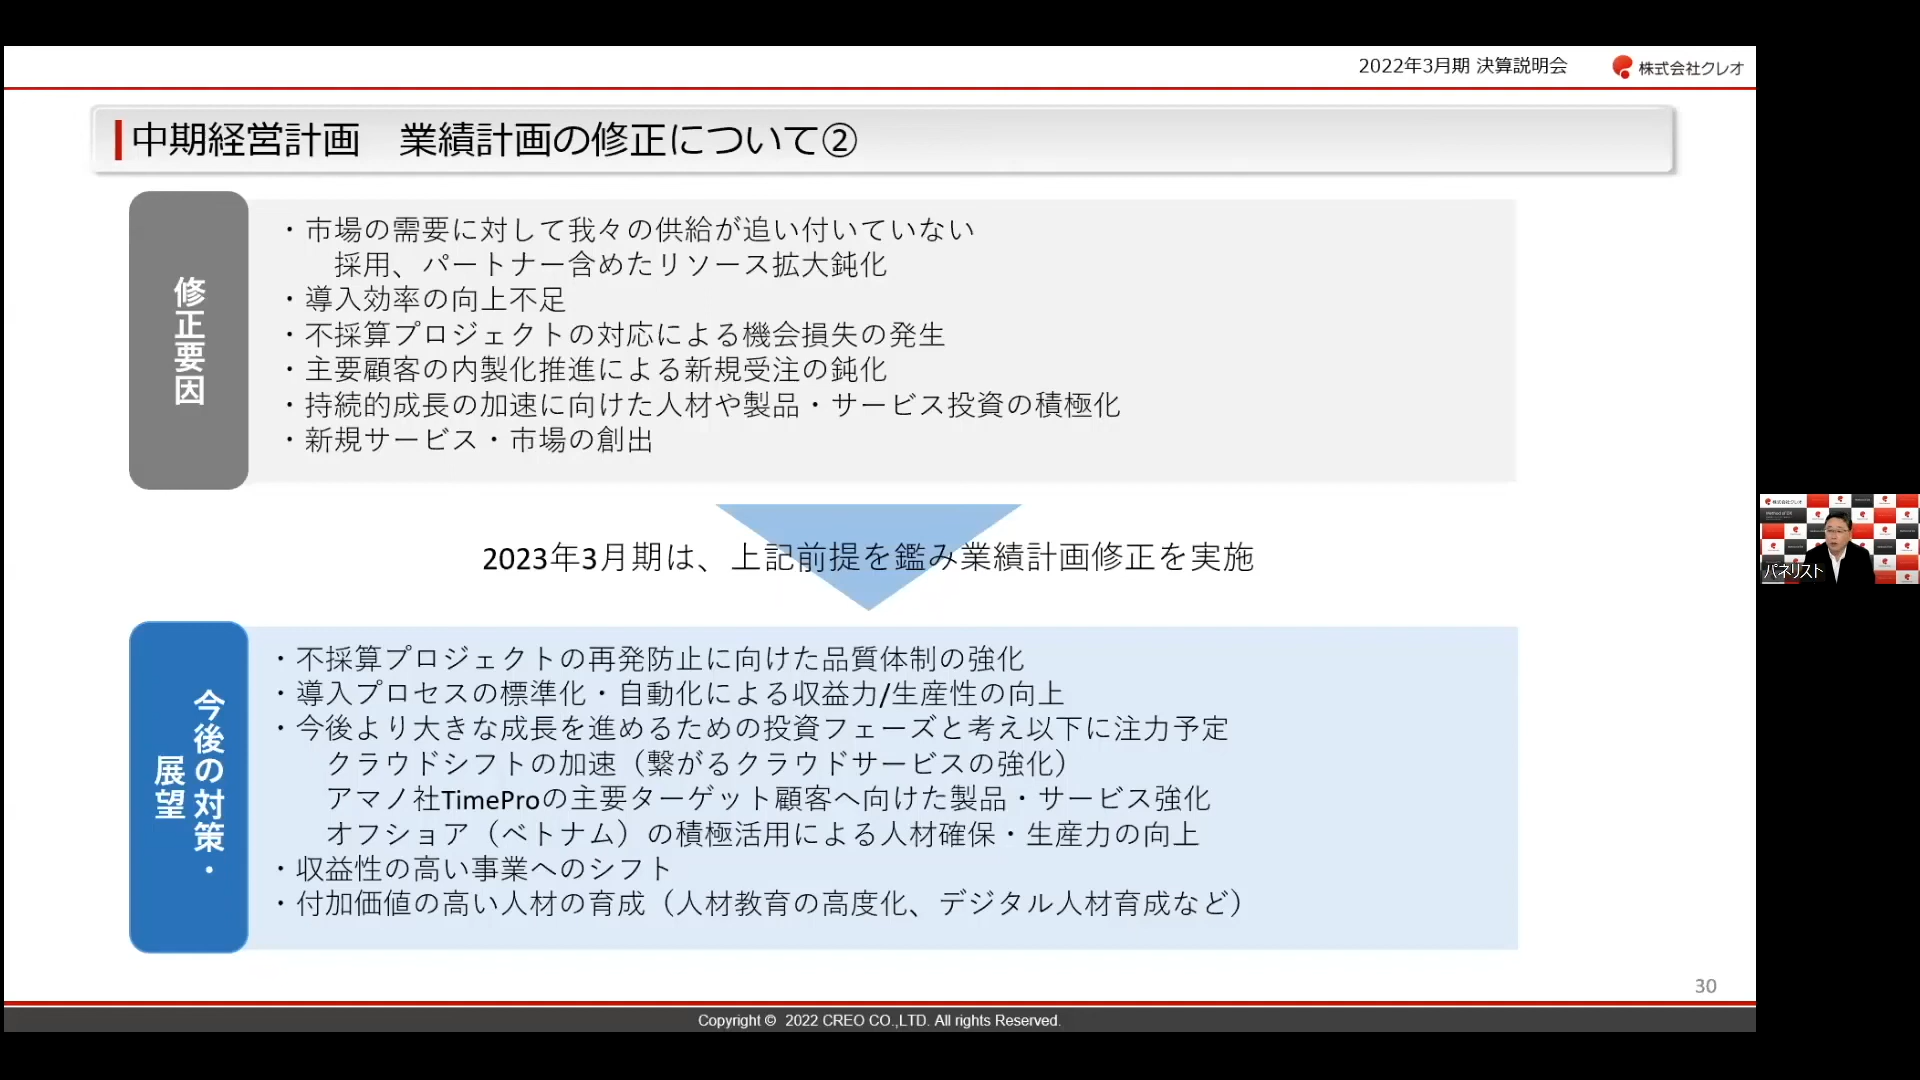 2022年3月期 決算説明会
株式会社クレオ
中期経営計画　業績計画の修正について②
修正要因
・市場の需要に対して我々の供給が追い付いていない
採用、パートナー含めたリソース拡大鈍化
・導入効率の向上不足
・不採算プロジェクトの対応による機会損失の発生
・主要顧客の内製化推進による新規受注の鈍化
・持続的成長の加速に向けた人材や製品・サービス投資の積極化
・新規サービス・市場の創出
2023年3月期は、上記前提を鑑み業績計画修正を実施
今後の対策・
展望
・不採算プロジェクトの再発防止に向けた品質体制の強化
・導入プロセスの標準化・自動化による収益力/生産性の向上
・今後より大きな成長を進めるための投資フェーズと考え以下に注力予定
クラウドシフトの加速（繋がるクラウドサービスの強化）
アマノ社TimeProの主要ターゲット顧客へ向けた製品・サービス強化
オフショア（ベトナム）の積極活用による人材確保・生産力の向上
・収益性の高い事業へのシフト
・付加価値の高い人材の育成（人材教育の高度化、デジタル人材育成など）
30
Copyright © 2022 CREO CO.,LTD. All rights Reserved.
株式会社クレオ
パネリスト